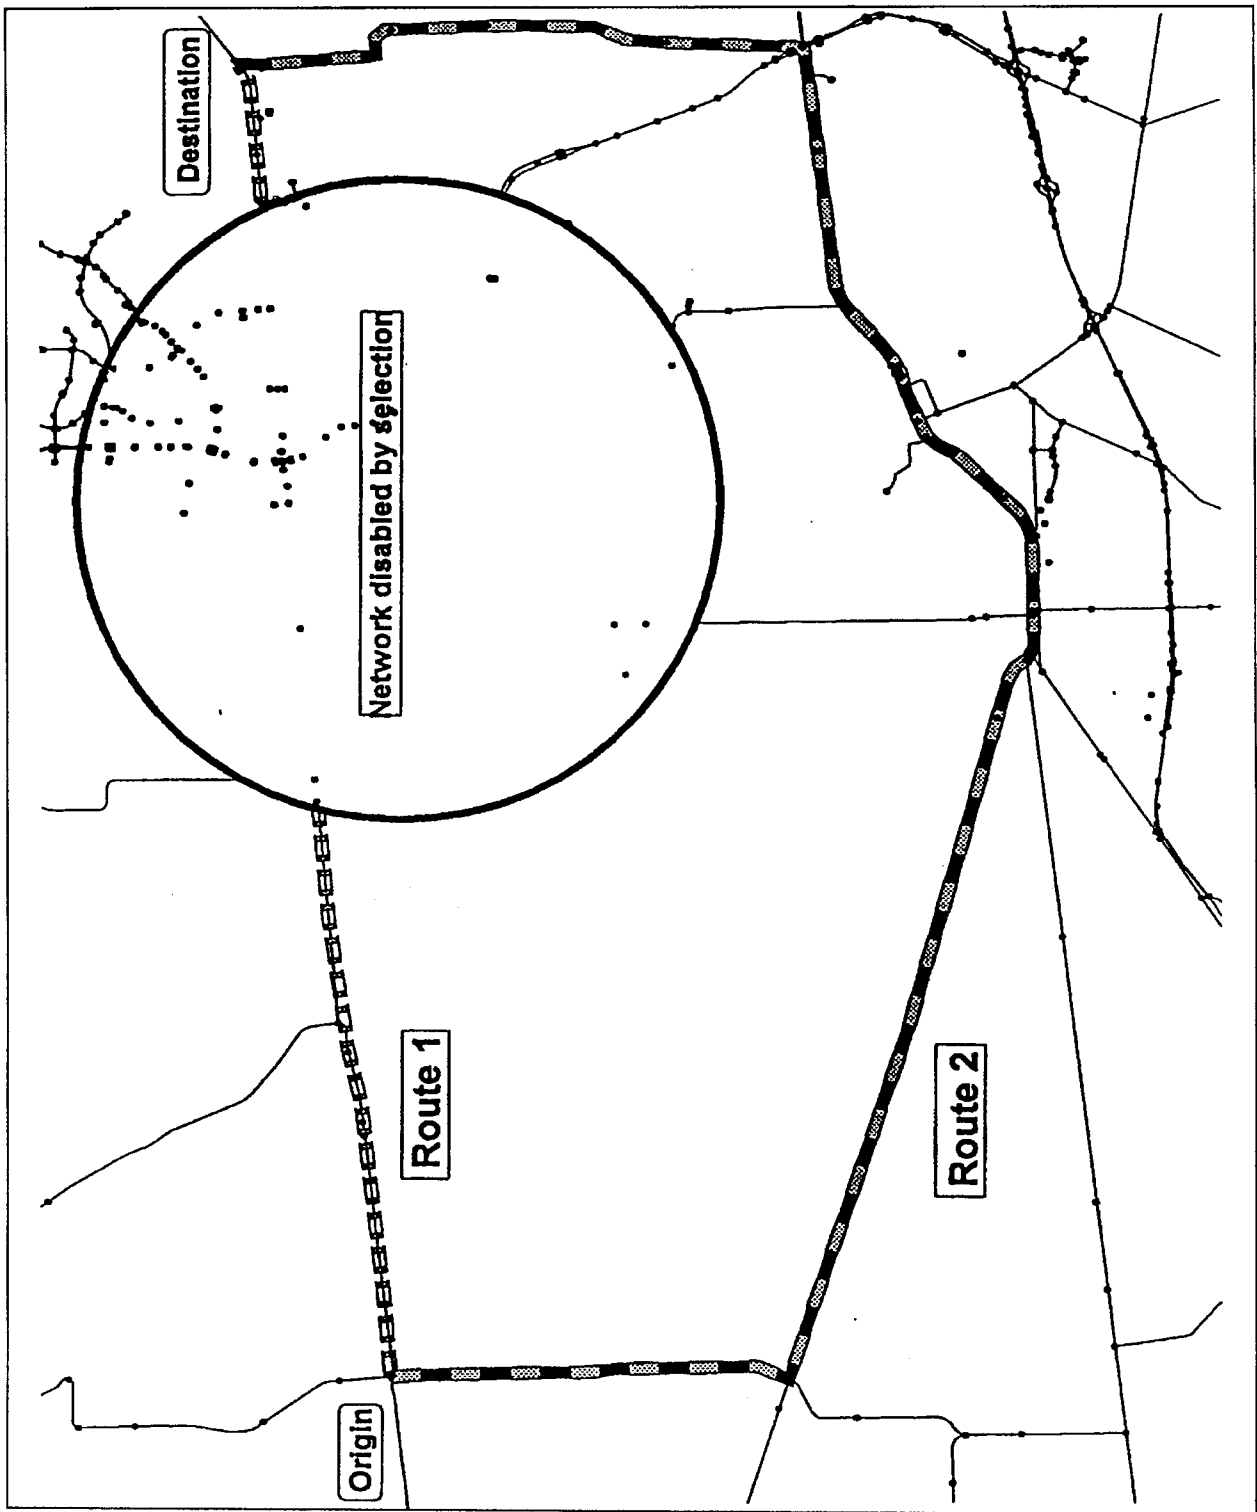 Destination
Network disabled by selection
Route 1
Route 2
Origin